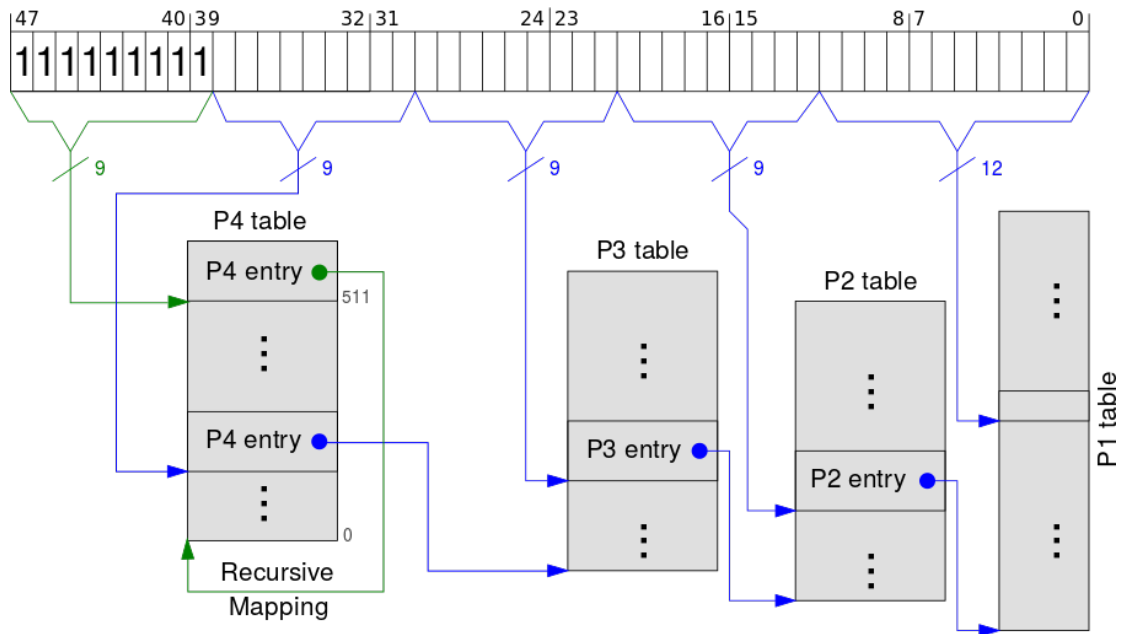 47 40 39 32 31 24 23 16 15 8 7 0
1 1 1 1 1 1 1 1 1
9 9 9 9 12
P4 table
P3 table
P2 table
P4 entry
511
P4 entry
P3 entry
P2 entry
P1 table
0
Recursive
Mapping